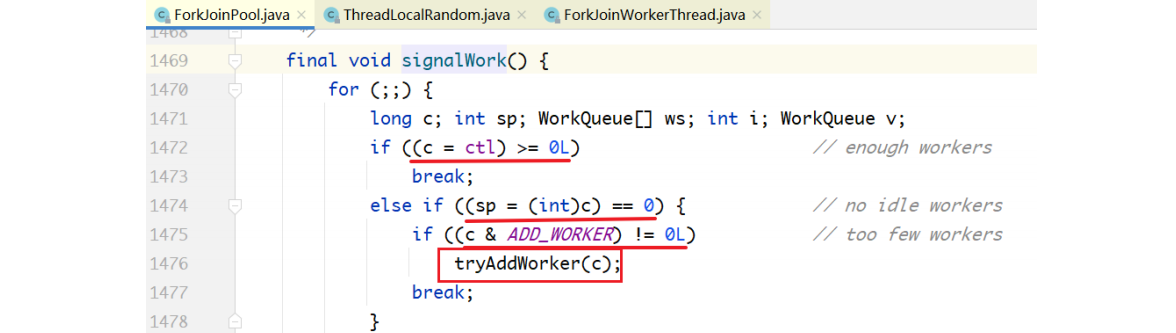 ForkJoinPool.java × ThreadLocalRandom.java × ForkJoinWorkerThread.java ×
1468 */
1469 final void signalWork() {
1470 for (;;) {
1471 long c; int sp; WorkQueue[] ws; int i; WorkQueue v;
1472 if ((c = ctl) >= 0L) // enough workers
1473 break;
1474 else if ((sp = (int)c) == 0) { // no idle workers
1475 if ((c & ADD_WORKER) != 0L) // too few workers
1476 tryAddWorker(c);
1477 break;
1478 }